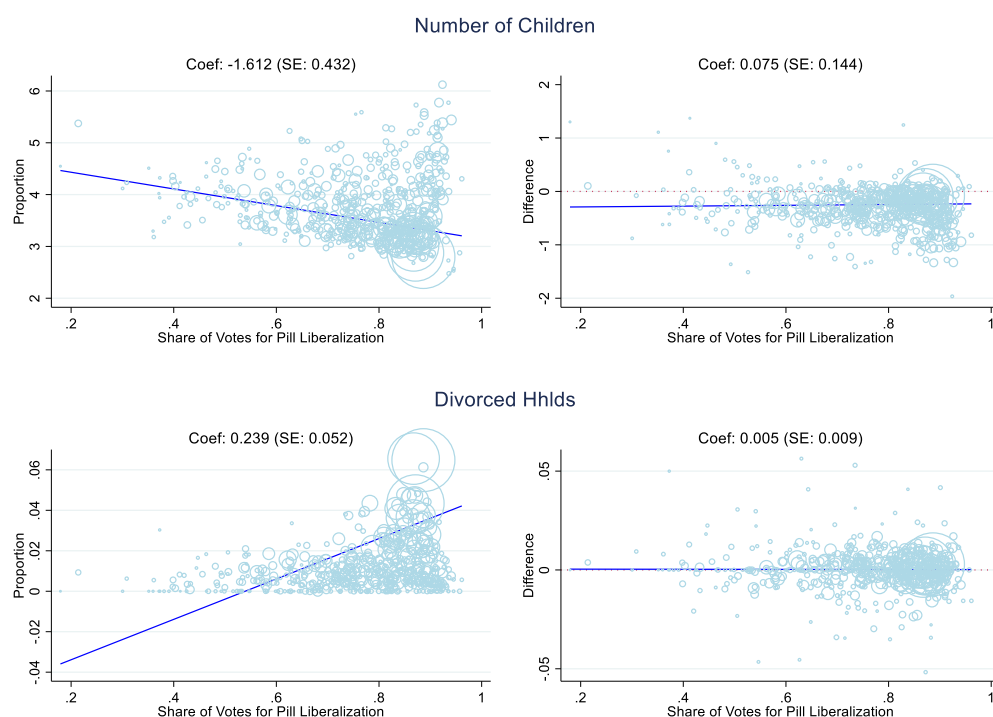 Number of Children
Coef: -1.612 (SE: 0.432)
Proportion
6
5
4
3
2
.2 .4 .6 .8 1
Share of Votes for Pill Liberalization
Coef: 0.075 (SE: 0.144)
Difference
2
1
0
-1
-2
.2 .4 .6 .8 1
Share of Votes for Pill Liberalization
Divorced Hhlds
Coef: 0.239 (SE: 0.052)
Proportion
.06
.04
.02
0
-.02
-.04
.2 .4 .6 .8 1
Share of Votes for Pill Liberalization
Coef: 0.005 (SE: 0.009)
Difference
.05
0
-.05
.2 .4 .6 .8 1
Share of Votes for Pill Liberalization